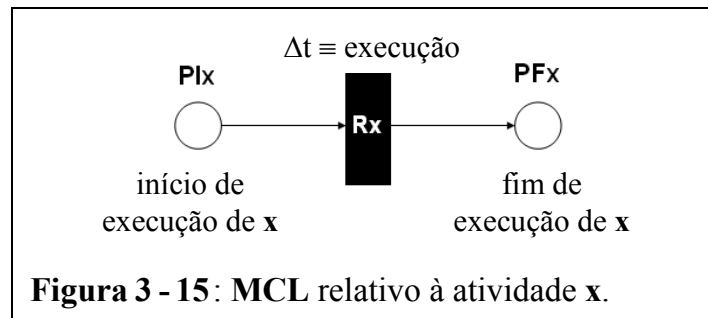 Δt ≡ execução
PIx
PFx
Rx
início de
execução de x
fim de
execução de x
Figura 3 - 15: MCL relativo à atividade x.